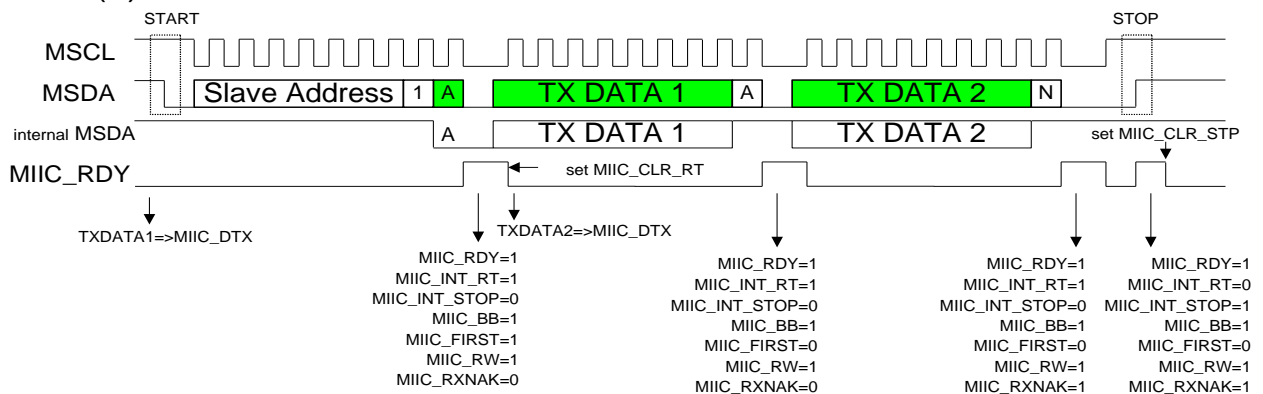 START STOP
MSCL
MSDA Slave Address 1 A TX DATA 1 A TX DATA 2 N
internal MSDA A TX DATA 1 TX DATA 2 set MIIC_CLR_STP
MIIC_RDY set MIIC_CLR_RT
TXDATA1=>MIIC_DTX TXDATA2=>MIIC_DTX
MIIC_RDY=1 MIIC_RDY=1 MIIC_RDY=1 MIIC_RDY=1
MIIC_INT_RT=1 MIIC_INT_RT=1 MIIC_INT_RT=1 MIIC_INT_RT=0
MIIC_INT_STOP=0 MIIC_INT_STOP=0 MIIC_INT_STOP=0 MIIC_INT_STOP=1
MIIC_BB=1 MIIC_BB=1 MIIC_BB=1 MIIC_BB=1
MIIC_FIRST=1 MIIC_FIRST=0 MIIC_FIRST=0 MIIC_FIRST=0
MIIC_RW=1 MIIC_RW=1 MIIC_RW=1 MIIC_RW=1
MIIC_RXNAK=0 MIIC_RXNAK=0 MIIC_RXNAK=1 MIIC_RXNAK=1